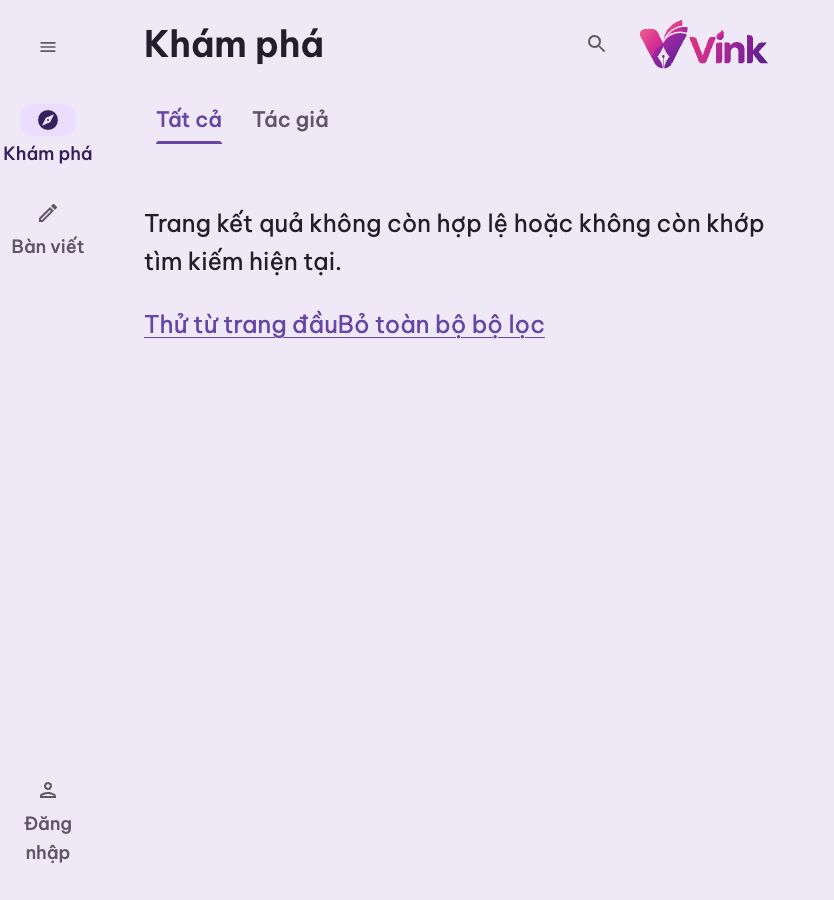 Khám phá
Vink
Tất cả
Tác giả
Khám phá
Bàn viết
Trang kết quả không còn hợp lệ hoặc không còn khớp
tìm kiếm hiện tại.
Thử từ trang đầuBỏ toàn bộ bộ lọc
Đăng
nhập